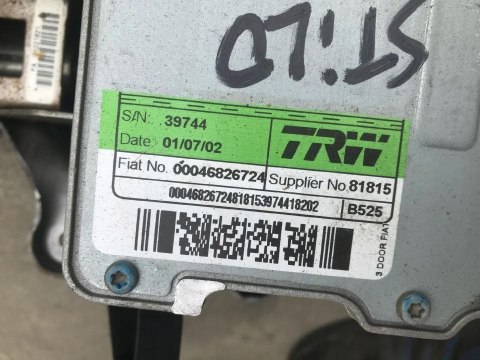 STILO
S/N: 39744
Date: 01/07/02
TRW
Fiat No. 00046826724
Supplier No. 81815
00046826724818153974418202
B525
3 DOOR FIAT